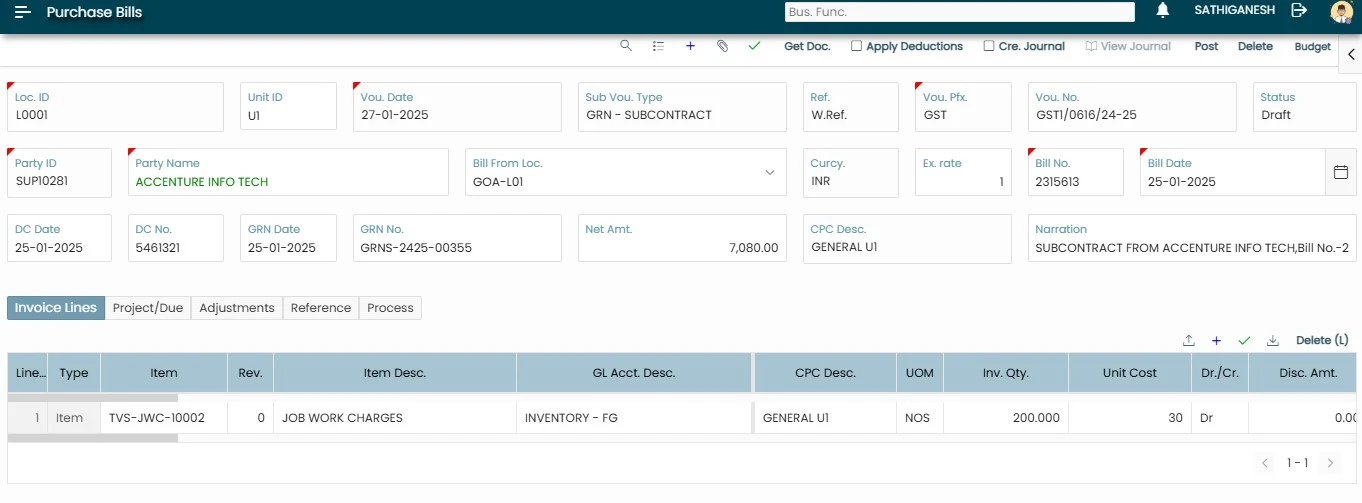 Purchase Bills
Bus. Func.
SATHIGANESH
Get Doc. Apply Deductions Cre. Journal View Journal Post Delete Budget
Loc. ID Unit ID Vou. Date Sub Vou. Type Ref. Vou. Pfx. Vou. No. Status
L0001 U1 27-01-2025 GRN - SUBCONTRACT W.Ref. GST GST1/0616/24-25 Draft
Party ID Party Name Bill From Loc. Curcy. Ex. rate Bill No. Bill Date
SUP10281 ACCENTURE INFO TECH GOA-L01 INR 1 2315613 25-01-2025
DC Date DC No. GRN Date GRN No. Net Amt. CPC Desc. Narration
25-01-2025 5461321 25-01-2025 GRNS-2425-00355 7,080.00 GENERAL U1 SUBCONTRACT FROM ACCENTURE INFO TECH,Bill No.-2
Invoice Lines Project/Due Adjustments Reference Process
Delete (L)
Line... Type Item Rev. Item Desc. GL Acct. Desc. CPC Desc. UOM Inv. Qty. Unit Cost Dr./Cr. Disc. Amt.
1 Item TVS-JWC-10002 0 JOB WORK CHARGES INVENTORY - FG GENERAL U1 NOS 200.000 30 Dr 0.00
1 - 1